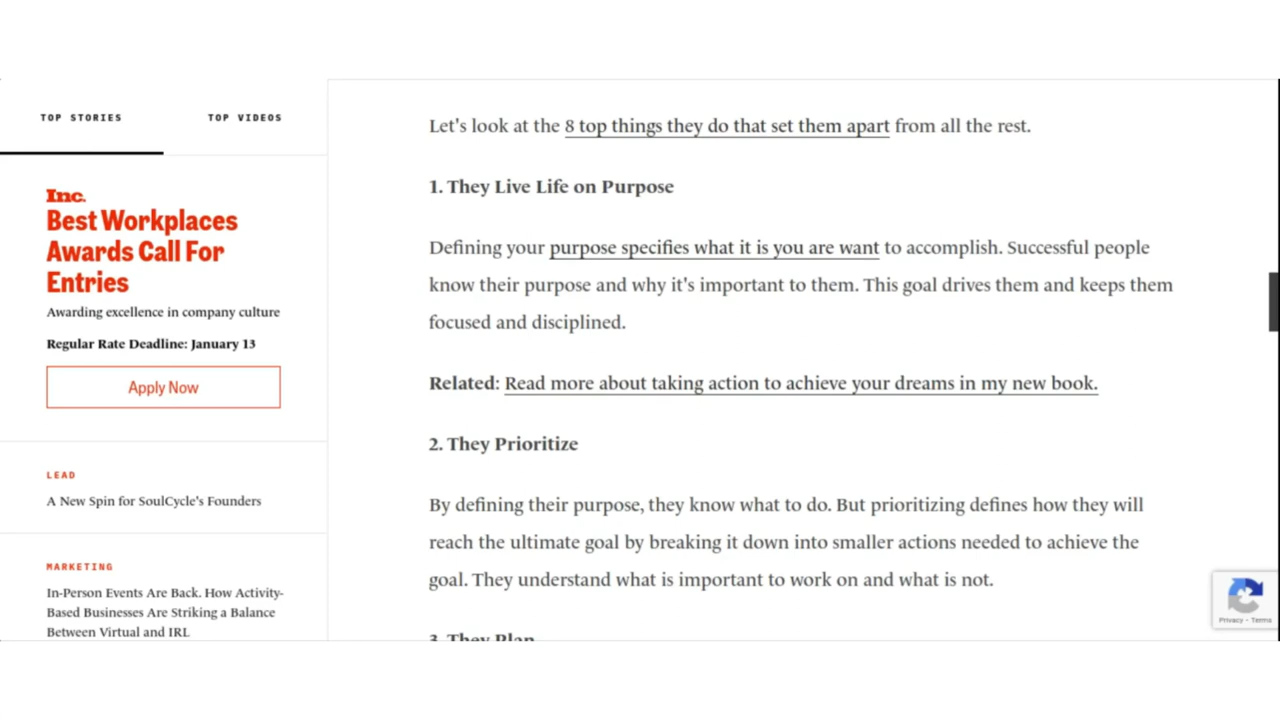 TOP STORIES
TOP VIDEOS
Inc.
Best Workplaces
Awards Call For
Entries
Awarding excellence in company culture
Regular Rate Deadline: January 13
Apply Now
LEAD
A New Spin for SoulCycle's Founders
MARKETING
In-Person Events Are Back. How Activity-
Based Businesses Are Striking a Balance
Between Virtual and IRL
Let's look at the 8 top things they do that set them apart from all the rest.
1. They Live Life on Purpose
Defining your purpose specifies what it is you are want to accomplish. Successful people
know their purpose and why it's important to them. This goal drives them and keeps them
focused and disciplined.
Related: Read more about taking action to achieve your dreams in my new book.
2. They Prioritize
By defining their purpose, they know what to do. But prioritizing defines how they will
reach the ultimate goal by breaking it down into smaller actions needed to achieve the
goal. They understand what is important to work on and what is not.
3. They Plan
Privacy - Terms